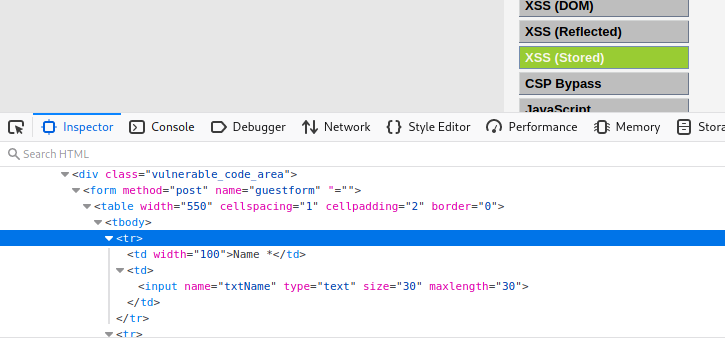 XSS (DOM)
XSS (Reflected)
XSS (Stored)
CSP Bypass
JavaScript
Inspector Console Debugger Network Style Editor Performance Memory Stora
Search HTML
<div class="vulnerable_code_area">
<form method="post" name="guestform" "="">
<table width="550" cellspacing="1" cellpadding="2" border="0">
<tbody>
<tr>
<td width="100">Name *</td>
<td>
<input name="txtName" type="text" size="30" maxlength="30">
</td>
</tr>
<tr>